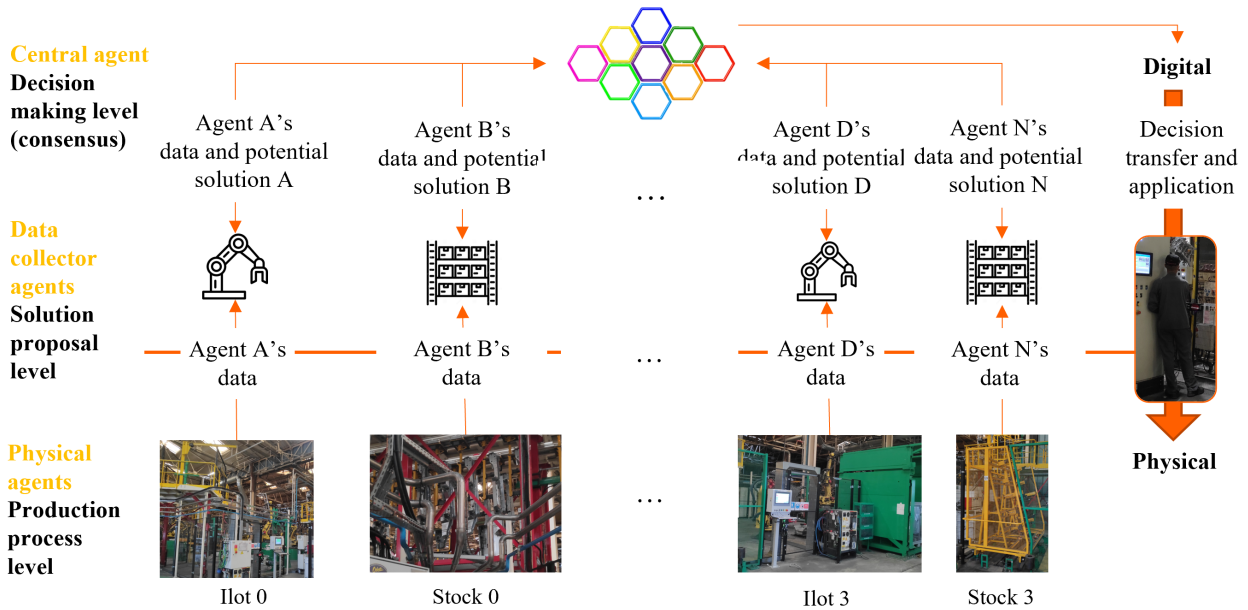 Central agent
Decision
making level
(consensus)
Digital
Agent A’s
data and potential
solution A
Agent B’s
data and potential
solution B
…
Agent D’s
data and potential
solution D
Agent N’s
data and potential
solution N
Decision
transfer and
application
Data
collector
agents
Solution
proposal
level
Agent A’s
data
Agent B’s
data
…
Agent D’s
data
Agent N’s
data
Physical
agents
Production
process
level
…
Physical
Ilot 0
Stock 0
Ilot 3
Stock 3